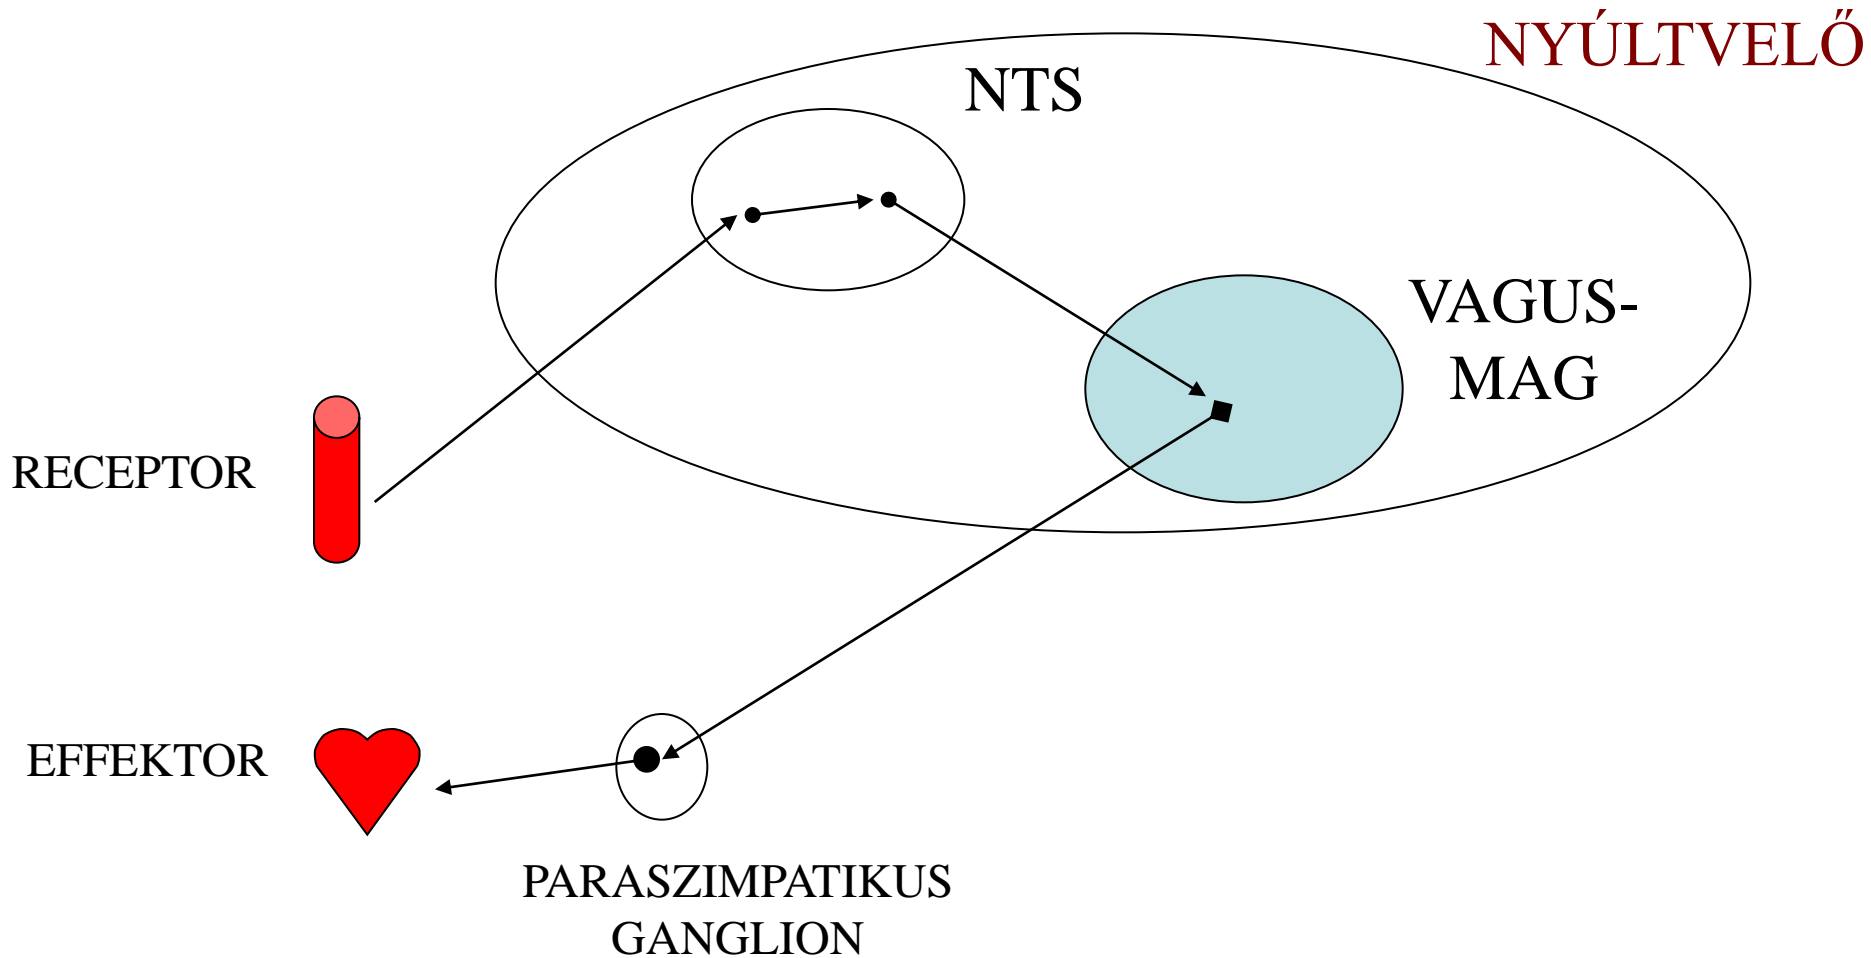 NYÚLTVELŐ
NTS
VAGUS-
MAG
RECEPTOR
EFFEKTOR
PARASZIMPATIKUS
GANGLION